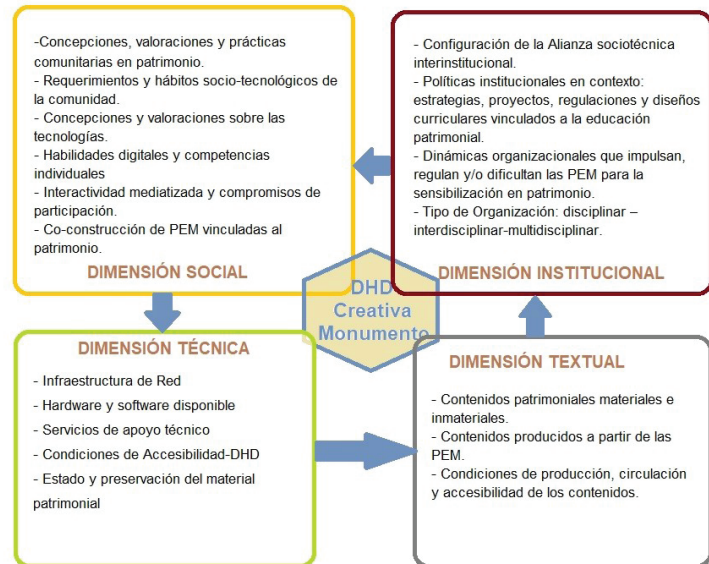 -Concepciones, valoraciones y prácticas
comunitarias en patrimonio.
- Requerimientos y hábitos socio-tecnológicos de
la comunidad.
- Concepciones y valoraciones sobre las
tecnologías.
- Habilidades digitales y competencias
individuales
- Interactividad mediatizada y compromisos de
participación.
- Co-construcción de PEM vinculadas al
patrimonio.
DIMENSIÓN SOCIAL
- Configuración de la Alianza sociotécnica
interinstitucional.
- Políticas institucionales en contexto:
estrategias, proyectos, regulaciones y diseños
curriculares vinculados a la educación
patrimonial.
- Dinámicas organizacionales que impulsan,
regulan y/o dificultan las PEM para la
sensibilización en patrimonio.
- Tipo de Organización: disciplinar –
interdisciplinar-multidisciplinar.
DIMENSIÓN INSTITUCIONAL
DHD
Creativa
Monumento
DIMENSIÓN TÉCNICA
- Infraestructura de Red
- Hardware y software disponible
- Servicios de apoyo técnico
- Condiciones de Accesibilidad-DHD
- Estado y preservación del material
patrimonial
DIMENSIÓN TEXTUAL
- Contenidos patrimoniales materiales e
inmateriales.
- Contenidos producidos a partir de las
PEM.
- Condiciones de producción, circulación
y accesibilidad de los contenidos.